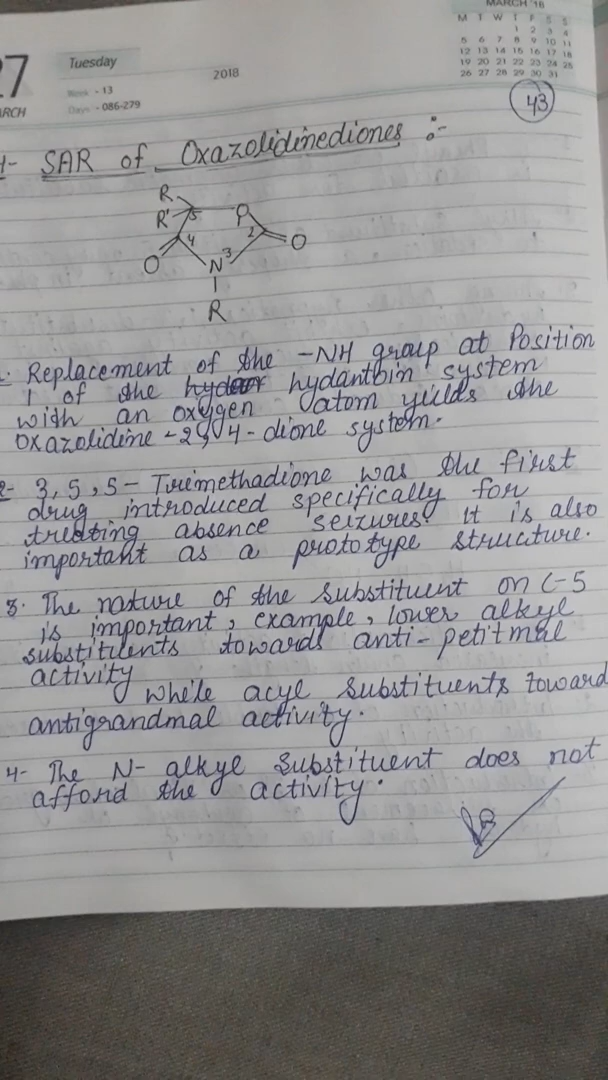 MARCH '18
M T W T F S S
1 2 3 4
5 6 7 8 9 10 11
12 13 14 15 16 17 18
19 20 21 22 23 24 25
26 27 28 29 30 31
27 Tuesday
2018
Week - 13
ARCH Days - 086-279
43
1- SAR of Oxazolidinediones :-
R
R' 5 O
4 2 O
O N 3
R
Replacement of the -NH group at Position
1 of the hydantoin system
with an oxygen atom yields the
oxazolidine -2,4-dione system.
2- 3,5,5- Trimethadione was the first
drug introduced specifically for
treating absence seizures. It is also
important as a prototype structure.
3. The nature of the substituent on C-5
is important, example, lower alkyl
substituents towards anti-petitmal
activity while acyl substituents toward
antigrandmal activity.
4- The N- alkyl substituent does not
afford the activity.